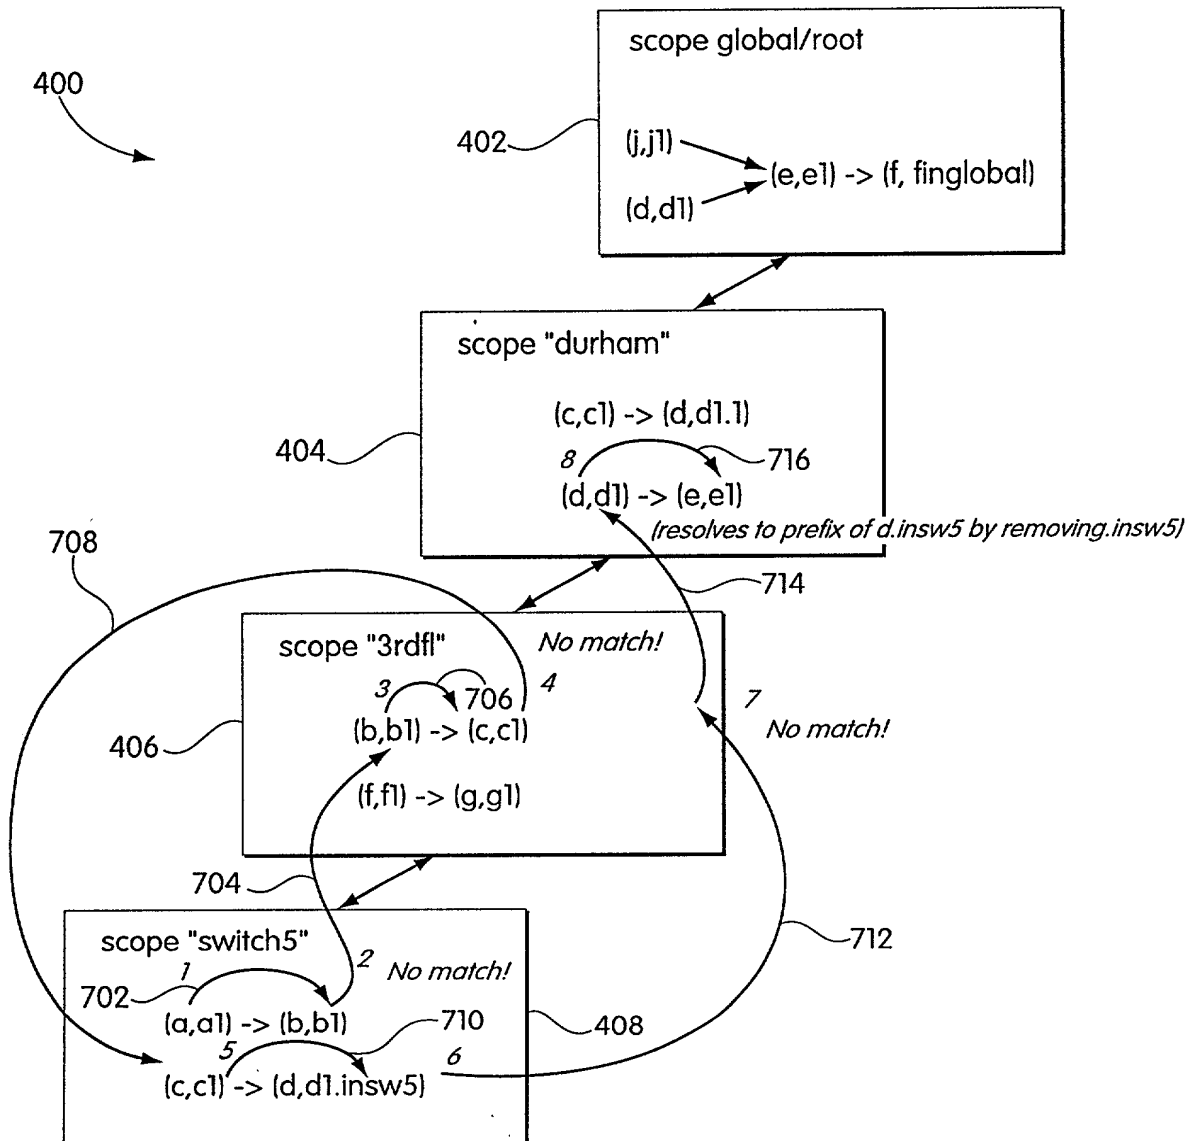 scope global/root
400
402
(j,j1)
(e,e1) -> (f, finglobal)
(d,d1)
scope "durham"
(c,c1) -> (d,d1.1)
404
8
716
(d,d1) -> (e,e1)
(resolves to prefix of d.insw5 by removing.insw5)
708
714
scope "3rdfl"
No match!
3
706
4
7
(b,b1) -> (c,c1)
No match!
406
(f,f1) -> (g,g1)
704
scope "switch5"
2
712
1
No match!
702
(a,a1) -> (b,b1)
710
408
5
6
(c,c1) -> (d,d1.insw5)